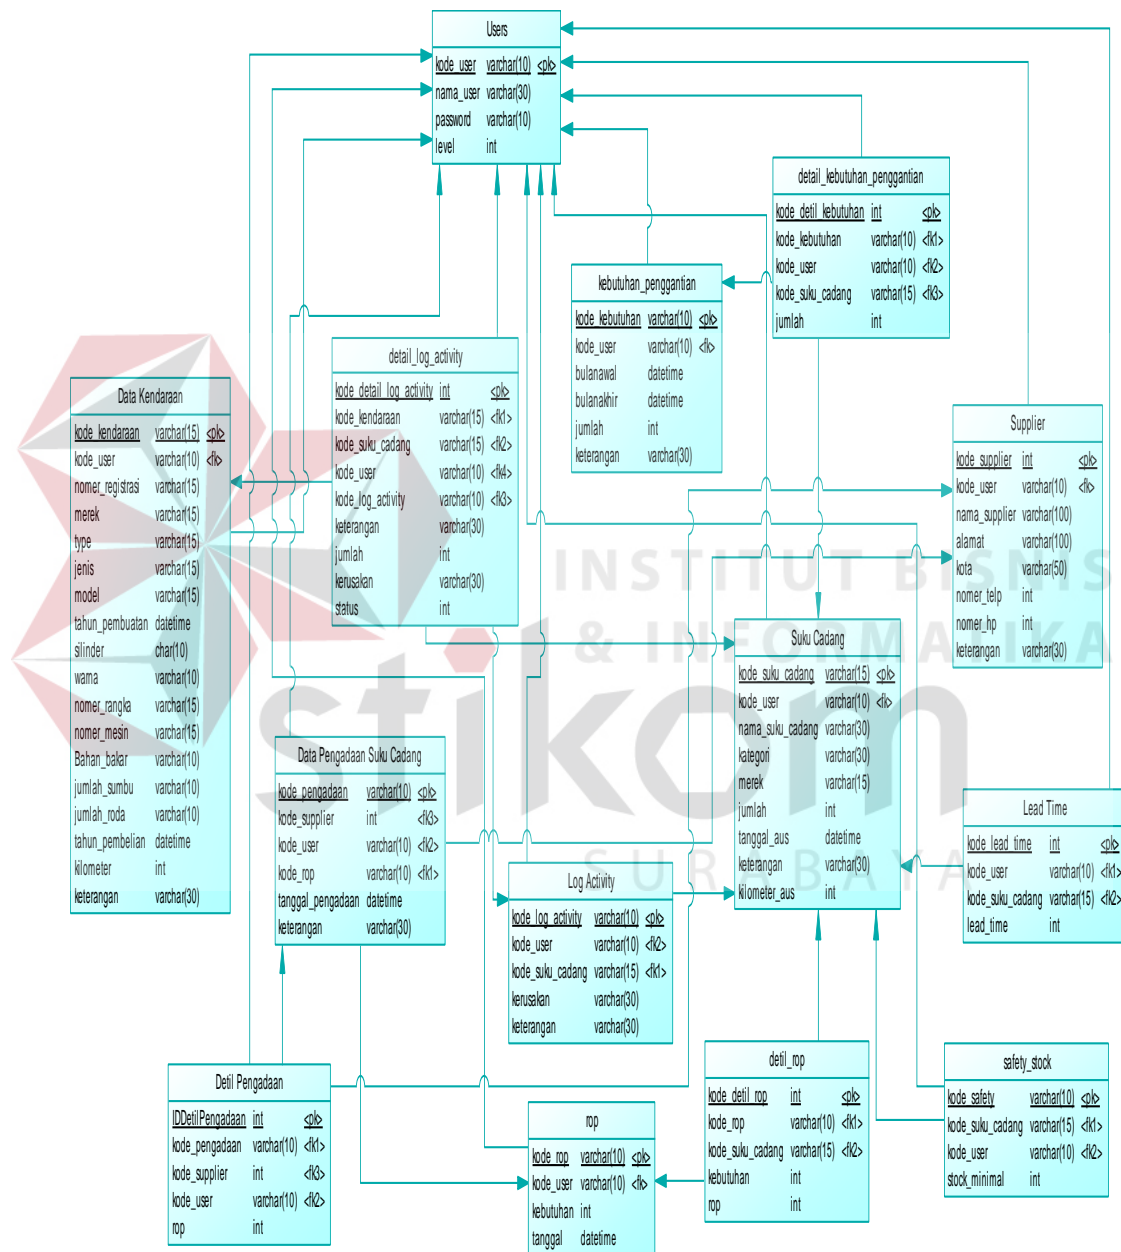 Users
kode_user varchar(10) <pk>
nama_user varchar(30)
password varchar(10)
level int
detail_kebutuhan_penggantian
kode_detil_kebutuhan int <pk>
kode_kebutuhan varchar(10) <fk1>
kode_user varchar(10) <fk2>
kode_suku_cadang varchar(15) <fk3>
jumlah int
kebutuhan_penggantian
kode_kebutuhan varchar(10) <pk>
kode_user varchar(10) <fk>
bulanawal datetime
bulanakhir datetime
jumlah int
keterangan varchar(30)
detail_log_activity
kode_detail_log_activity int <pk>
kode_kendaraan varchar(15) <fk1>
kode_suku_cadang varchar(15) <fk2>
kode_user varchar(10) <fk4>
kode_log_activity varchar(10) <fk3>
keterangan varchar(30)
jumlah int
kerusakan varchar(30)
status int
Data Kendaraan
kode_kendaraan varchar(15) <pk>
kode_user varchar(10) <fk>
nomer_registrasi varchar(15)
merek varchar(15)
type varchar(15)
jenis varchar(15)
model varchar(15)
tahun_pembuatan datetime
silinder char(10)
warna varchar(10)
nomer_rangka varchar(15)
nomer_mesin varchar(15)
Bahan_bakar varchar(10)
jumlah_sumbu varchar(10)
jumlah_roda varchar(10)
tahun_pembelian datetime
kilometer int
keterangan varchar(30)
Supplier
kode_supplier int <pk>
kode_user varchar(10) <fk>
nama_supplier varchar(100)
alamat varchar(100)
kota varchar(50)
nomer_telp int
nomer_hp int
keterangan varchar(30)
INSTITUT BISNIS
& INFORMATIKA
stikom
SURABAYA
Suku Cadang
kode_suku_cadang varchar(15) <pk>
kode_user varchar(10) <fk>
nama_suku_cadang varchar(30)
kategori varchar(30)
merek varchar(15)
jumlah int
tanggal_aus datetime
keterangan varchar(30)
kilometer_aus int
Data Pengadaan Suku Cadang
kode_pengadaan varchar(10) <pk>
kode_supplier int <fk3>
kode_user varchar(10) <fk2>
kode_rop varchar(10) <fk1>
tanggal_pengadaan datetime
keterangan varchar(30)
Lead Time
kode_lead_time int <pk>
kode_user varchar(10) <fk1>
kode_suku_cadang varchar(15) <fk2>
lead_time int
Log Activity
kode_log_activity varchar(10) <pk>
kode_user varchar(10) <fk2>
kode_suku_cadang varchar(15) <fk1>
kerusakan varchar(30)
keterangan varchar(30)
Detil Pengadaan
IDDetilPengadaan int <pk>
kode_pengadaan varchar(10) <fk1>
kode_supplier int <fk3>
kode_user varchar(10) <fk2>
rop int
rop
kode_rop varchar(10) <pk>
kode_user varchar(10) <fk>
kebutuhan int
tanggal datetime
detil_rop
kode_detil_rop int <pk>
kode_rop varchar(10) <fk1>
kode_suku_cadang varchar(15) <fk2>
kebutuhan int
rop int
safety_stock
kode_safety varchar(10) <pk>
kode_suku_cadang varchar(15) <fk1>
kode_user varchar(10) <fk2>
stock_minimal int